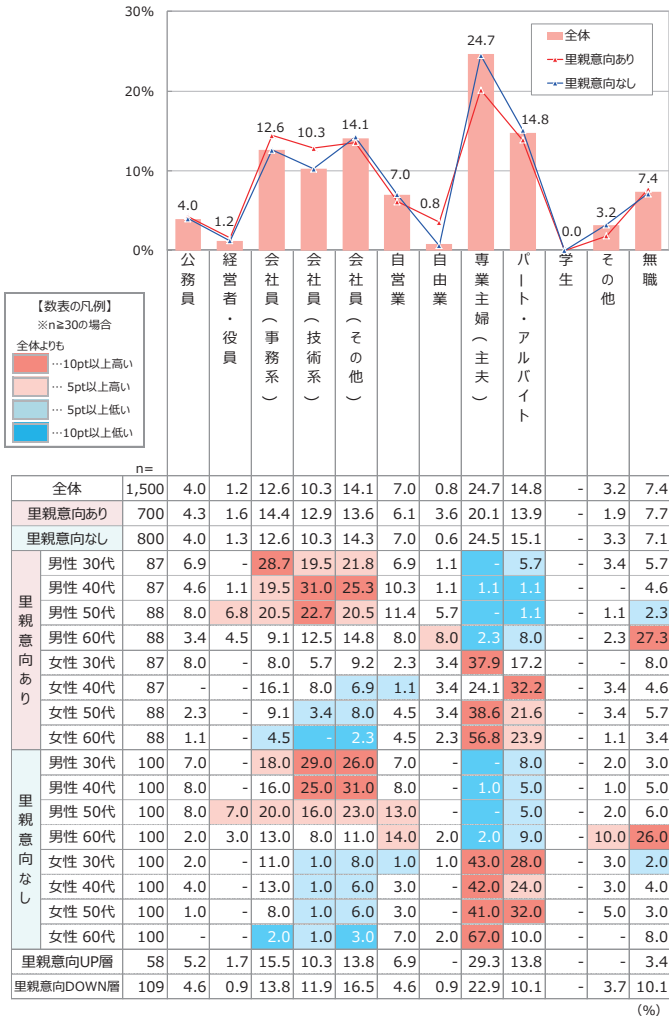 30%
20%
10%
0%
全体
里親意向あり
里親意向なし
4.0
1.2
12.6
10.3
14.1
7.0
0.8
24.7
14.8
0.0
3.2
7.4
公務員
経営者・役員
会社員(事務系)
会社員(技術系)
会社員(その他)
自営業
自由業
専業主婦(主夫)
パート・アルバイト
学生
その他
無職
【数表の凡例】
※n≧30の場合
全体よりも
…10pt以上高い
… 5pt以上高い
… 5pt以上低い
…10pt以上低い
n=
全体 1,500 4.0 1.2 12.6 10.3 14.1 7.0 0.8 24.7 14.8 - 3.2 7.4
里親意向あり 700 4.3 1.6 14.4 12.9 13.6 6.1 3.6 20.1 13.9 - 1.9 7.7
里親意向なし 800 4.0 1.3 12.6 10.3 14.3 7.0 0.6 24.5 15.1 - 3.3 7.1
里親意向あり
男性 30代 87 6.9 - 28.7 19.5 21.8 6.9 1.1 - 5.7 - 3.4 5.7
男性 40代 87 4.6 1.1 19.5 31.0 25.3 10.3 1.1 1.1 1.1 - - 4.6
男性 50代 88 8.0 6.8 20.5 22.7 20.5 11.4 5.7 - 1.1 - 1.1 2.3
男性 60代 88 3.4 4.5 9.1 12.5 14.8 8.0 8.0 2.3 8.0 - 2.3 27.3
女性 30代 87 8.0 - 8.0 5.7 9.2 2.3 3.4 37.9 17.2 - - 8.0
女性 40代 87 - - 16.1 8.0 6.9 1.1 3.4 24.1 32.2 - 3.4 4.6
女性 50代 88 2.3 - 9.1 3.4 8.0 4.5 3.4 38.6 21.6 - 3.4 5.7
女性 60代 88 1.1 - 4.5 - 2.3 4.5 2.3 56.8 23.9 - 1.1 3.4
里親意向なし
男性 30代 100 7.0 - 18.0 29.0 26.0 7.0 - - 8.0 - 2.0 3.0
男性 40代 100 8.0 - 16.0 25.0 31.0 8.0 - 1.0 5.0 - 1.0 5.0
男性 50代 100 8.0 7.0 20.0 16.0 23.0 13.0 - - 5.0 - 2.0 6.0
男性 60代 100 2.0 3.0 13.0 8.0 11.0 14.0 2.0 2.0 9.0 - 10.0 26.0
女性 30代 100 2.0 - 11.0 1.0 8.0 1.0 1.0 43.0 28.0 - 3.0 2.0
女性 40代 100 4.0 - 13.0 1.0 6.0 3.0 - 42.0 24.0 - 3.0 4.0
女性 50代 100 1.0 - 8.0 1.0 6.0 3.0 - 41.0 32.0 - 5.0 3.0
女性 60代 100 - - 2.0 1.0 3.0 7.0 2.0 67.0 10.0 - - 8.0
里親意向UP層 58 5.2 1.7 15.5 10.3 13.8 6.9 - 29.3 13.8 - - 3.4
里親意向DOWN層 109 4.6 0.9 13.8 11.9 16.5 4.6 0.9 22.9 10.1 - 3.7 10.1
(%)